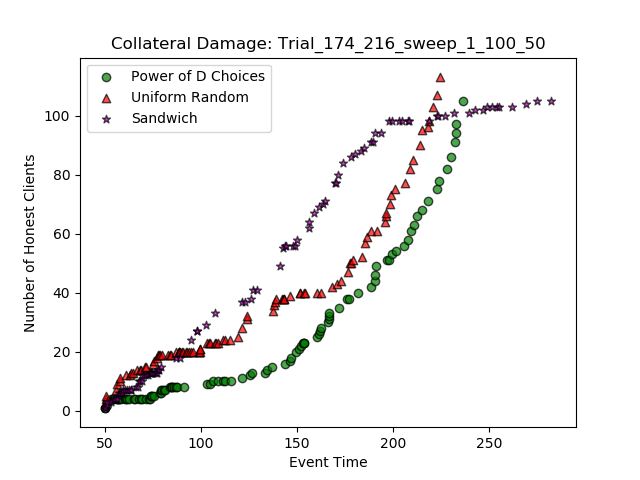 Collateral Damage: Trial_174_216_sweep_1_100_50
Power of D Choices
Uniform Random
Sandwich
Number of Honest Clients
100
80
60
40
20
0
50 100 150 200 250
Event Time